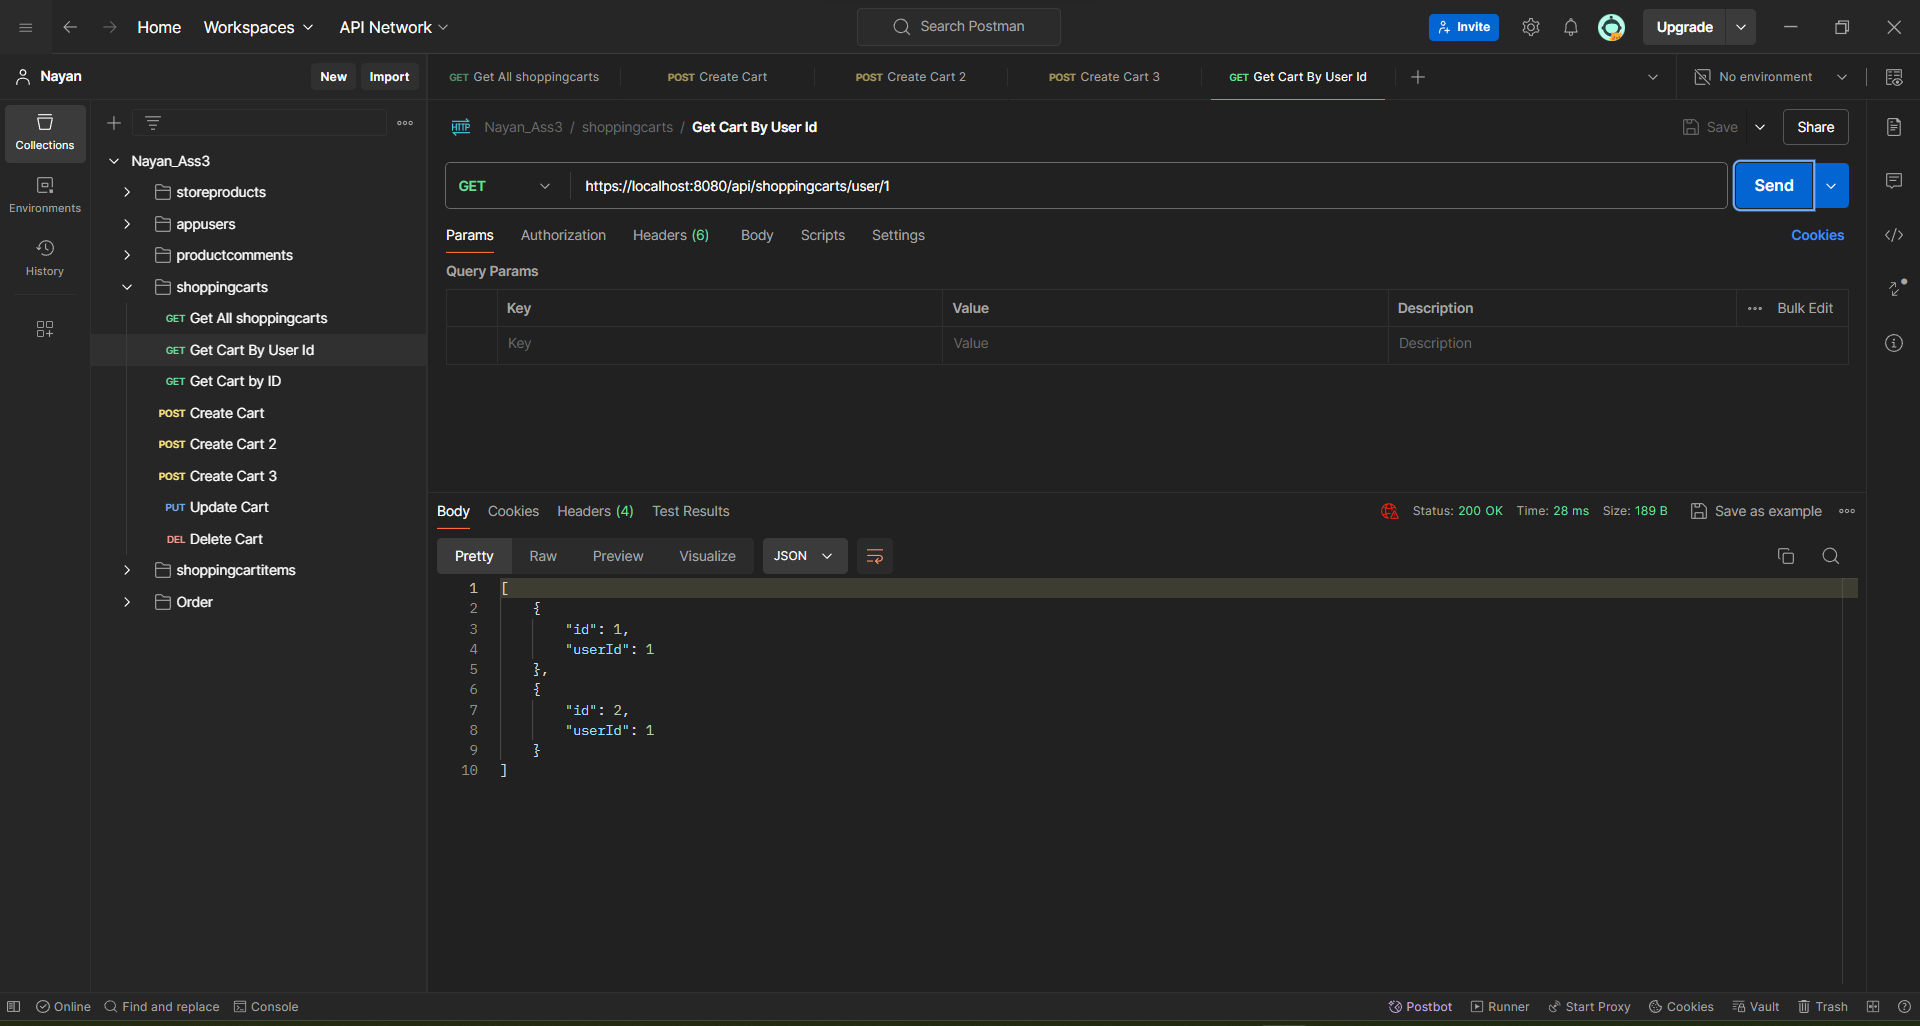 Home Workspaces API Network Search Postman Invite Upgrade
Nayan New Import GET Get All shoppingcarts POST Create Cart POST Create Cart 2 POST Create Cart 3 GET Get Cart By User Id No environment
Collections
Environments
History
Nayan_Ass3
storeproducts
appusers
productcomments
shoppingcarts
GET Get All shoppingcarts
GET Get Cart By User Id
GET Get Cart by ID
POST Create Cart
POST Create Cart 2
POST Create Cart 3
PUT Update Cart
DEL Delete Cart
shoppingcartitems
Order
HTTP Nayan_Ass3 / shoppingcarts / Get Cart By User Id Save Share
GET https://localhost:8080/api/shoppingcarts/user/1 Send
Params Authorization Headers (6) Body Scripts Settings Cookies
Query Params
Key Value Description Bulk Edit
Key Value Description
Body Cookies Headers (4) Test Results Status: 200 OK Time: 28 ms Size: 189 B Save as example
Pretty Raw Preview Visualize JSON
1 [
2 {
3 "id": 1,
4 "userId": 1
5 },
6 {
7 "id": 2,
8 "userId": 1
9 }
10 ]
Online Find and replace Console Postbot Runner Start Proxy Cookies Vault Trash